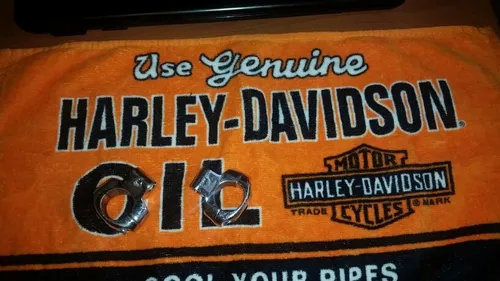 Use Genuine
HARLEY-DAVIDSON®
OIL
MOTOR
HARLEY-DAVIDSON
TRADE CYCLES ® MARK
COOL YOUR PIPES